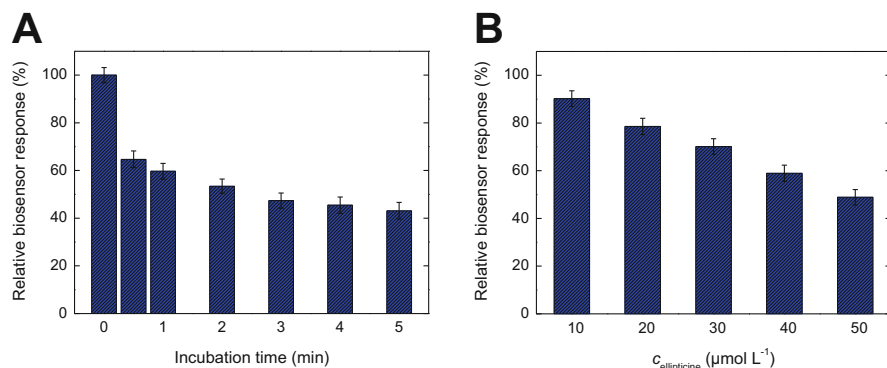 A
Relative biosensor response (%)
100
80
60
40
20
0
0 1 2 3 4 5
Incubation time (min)
B
Relative biosensor response (%)
100
80
60
40
20
0
10 20 30 40 50
c_ellipticine (µmol L⁻¹)